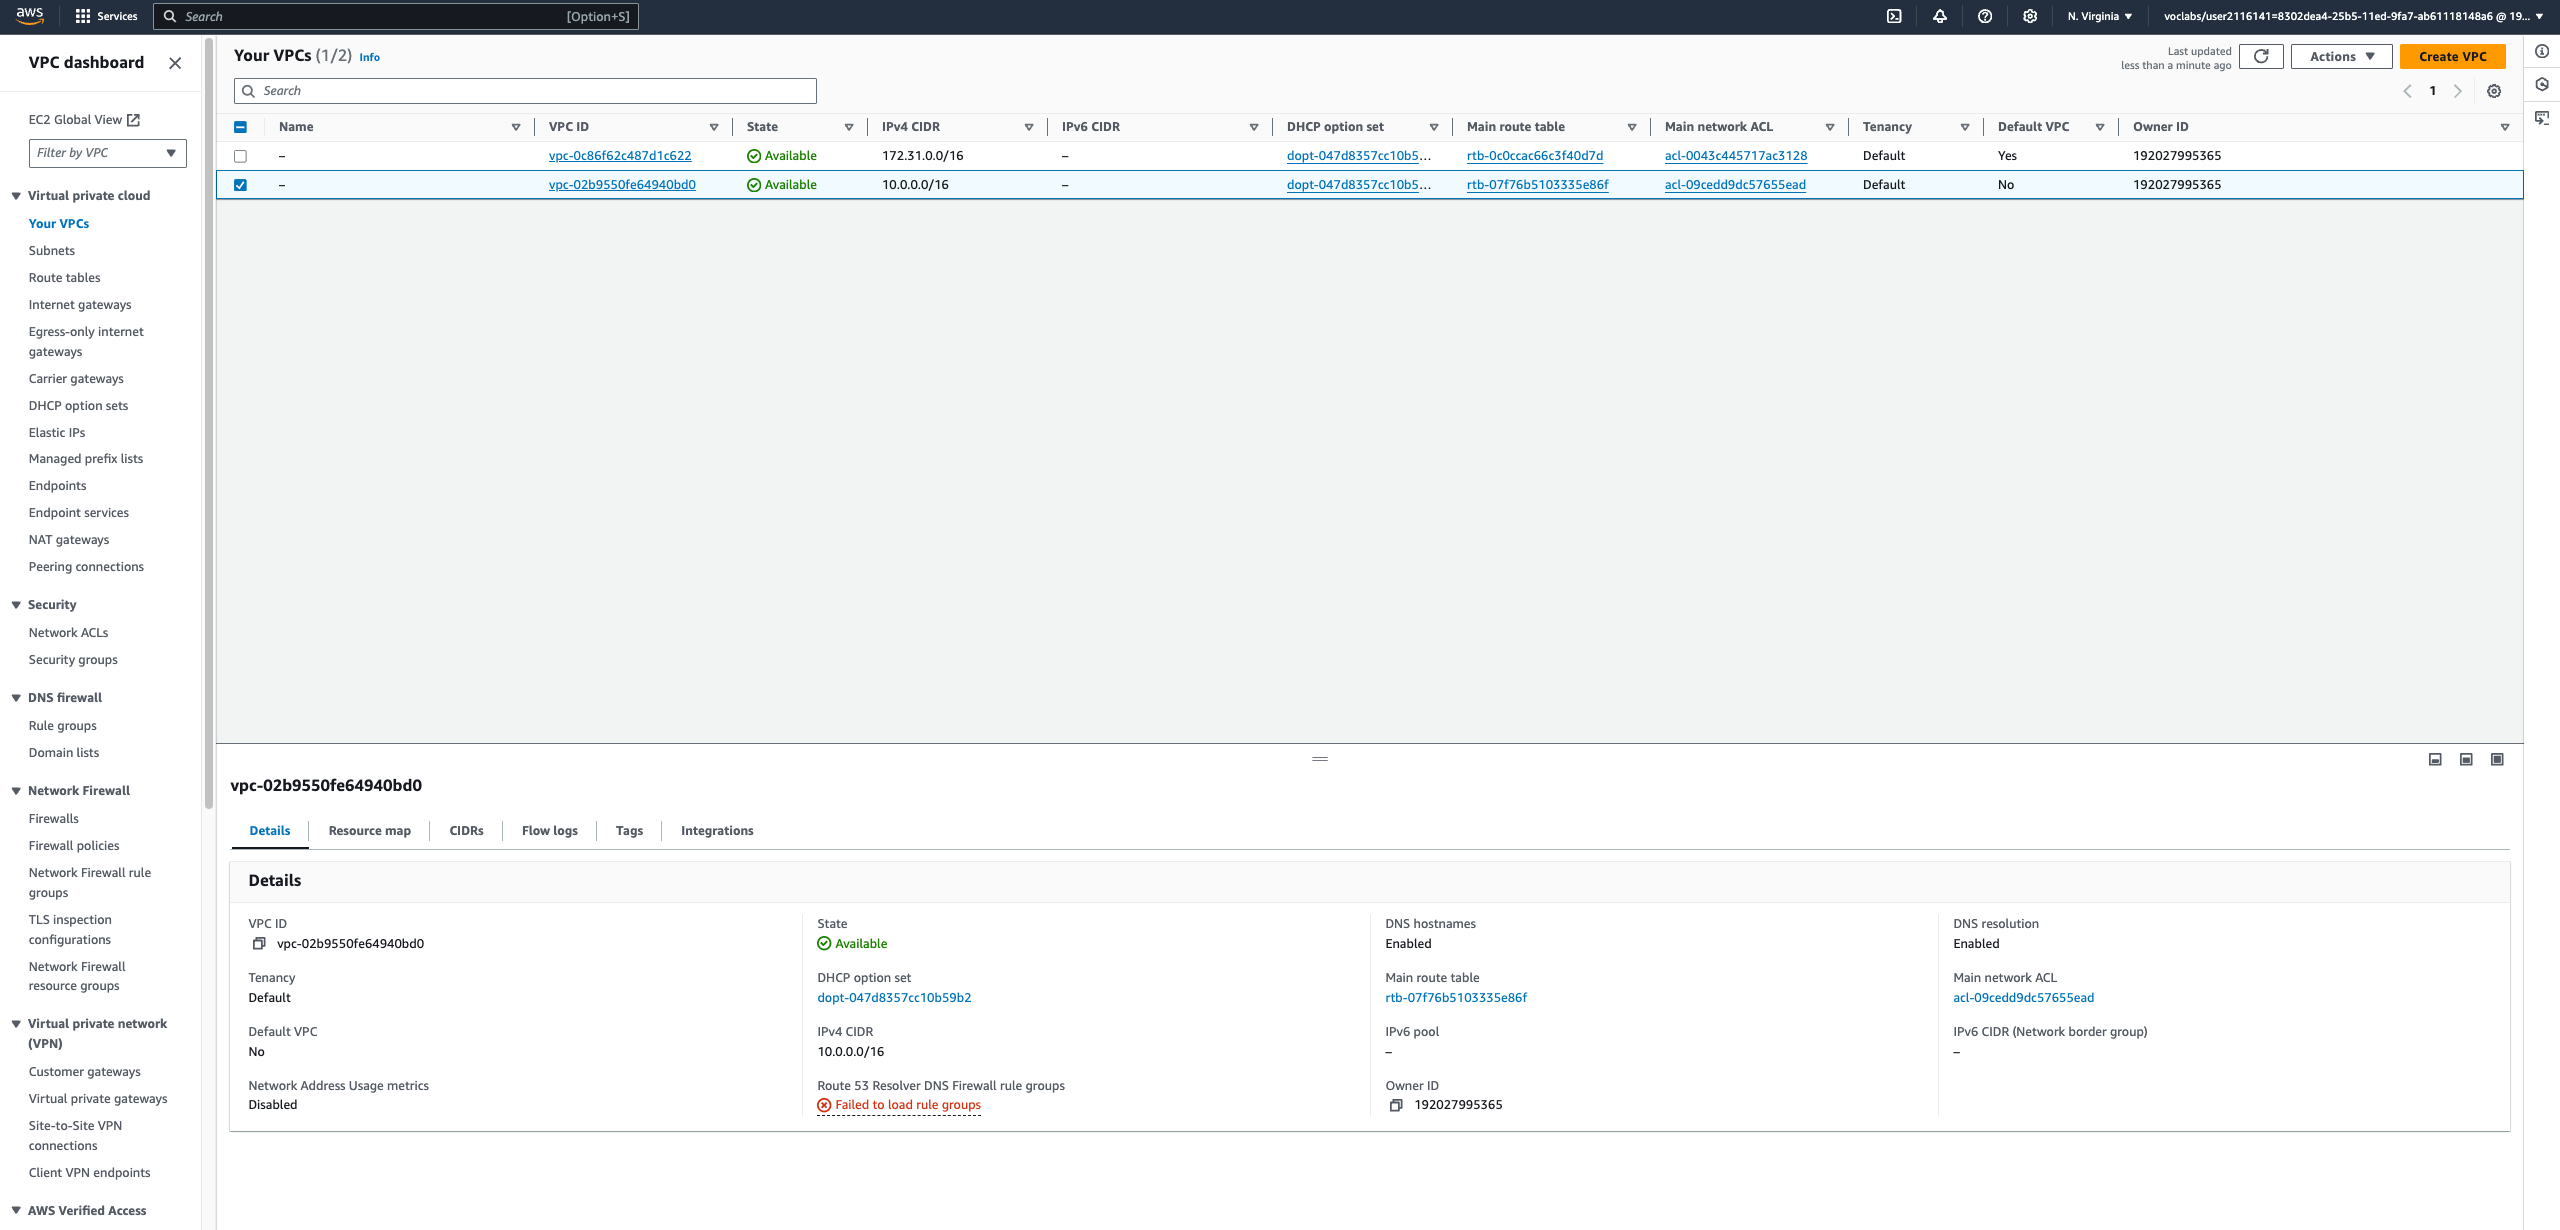 aws
Services
Search
[Option+S]
N. Virginia
voclabs/user2116141=8302dea4-25b5-11ed-9fa7-ab61118148a6 @ 19...
VPC dashboard
EC2 Global View
Filter by VPC
Virtual private cloud
Your VPCs
Subnets
Route tables
Internet gateways
Egress-only internet
gateways
Carrier gateways
DHCP option sets
Elastic IPs
Managed prefix lists
Endpoints
Endpoint services
NAT gateways
Peering connections
Security
Network ACLs
Security groups
DNS firewall
Rule groups
Domain lists
Network Firewall
Firewalls
Firewall policies
Network Firewall rule
groups
TLS inspection
configurations
Network Firewall
resource groups
Virtual private network
(VPN)
Customer gateways
Virtual private gateways
Site-to-Site VPN
connections
Client VPN endpoints
AWS Verified Access
Your VPCs (1/2) Info
Last updated
less than a minute ago
Actions
Create VPC
Search
1
Name VPC ID State IPv4 CIDR IPv6 CIDR DHCP option set Main route table Main network ACL Tenancy Default VPC Owner ID
– vpc-0c86f62c487d1c622 Available 172.31.0.0/16 – dopt-047d8357cc10b5... rtb-0c0ccac66c3f40d7d acl-0043c445717ac3128 Default Yes 192027995365
– vpc-02b9550fe64940bd0 Available 10.0.0.0/16 – dopt-047d8357cc10b5... rtb-07f76b5103335e86f acl-09cedd9dc57655ead Default No 192027995365
vpc-02b9550fe64940bd0
Details Resource map CIDRs Flow logs Tags Integrations
Details
VPC ID
vpc-02b9550fe64940bd0
State
Available
DNS hostnames
Enabled
DNS resolution
Enabled
Tenancy
Default
DHCP option set
dopt-047d8357cc10b59b2
Main route table
rtb-07f76b5103335e86f
Main network ACL
acl-09cedd9dc57655ead
Default VPC
No
IPv4 CIDR
10.0.0.0/16
IPv6 pool
–
IPv6 CIDR (Network border group)
–
Network Address Usage metrics
Disabled
Route 53 Resolver DNS Firewall rule groups
Failed to load rule groups
Owner ID
192027995365